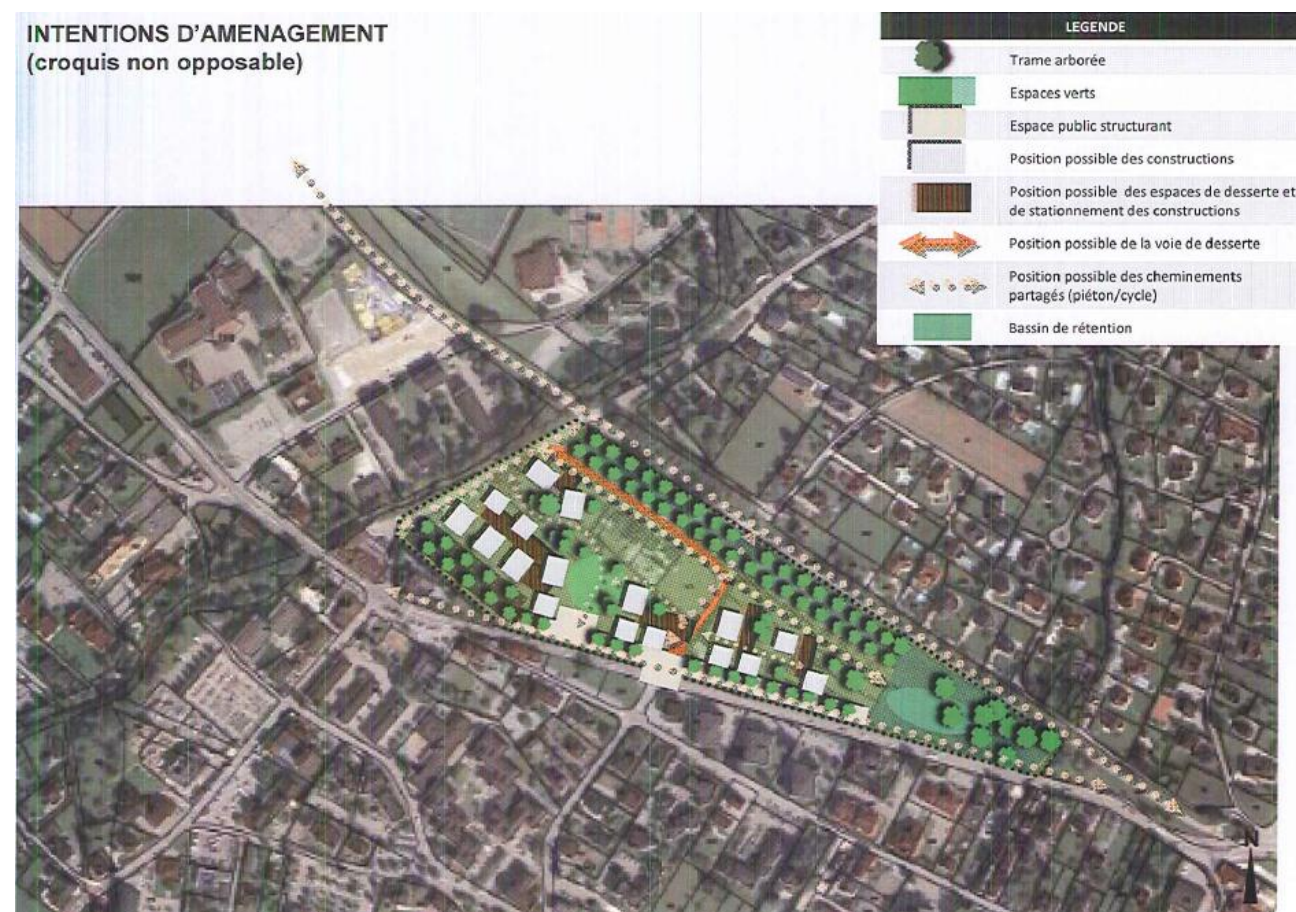 INTENTIONS D'AMENAGEMENT
(croquis non opposable)
LEGENDE
Trame arborée
Espaces verts
Espace public structurant
Position possible des constructions
Position possible des espaces de desserte et
de stationnement des constructions
Position possible de la voie de desserte
Position possible des cheminements
partagés (piéton/cycle)
Bassin de rétention
N